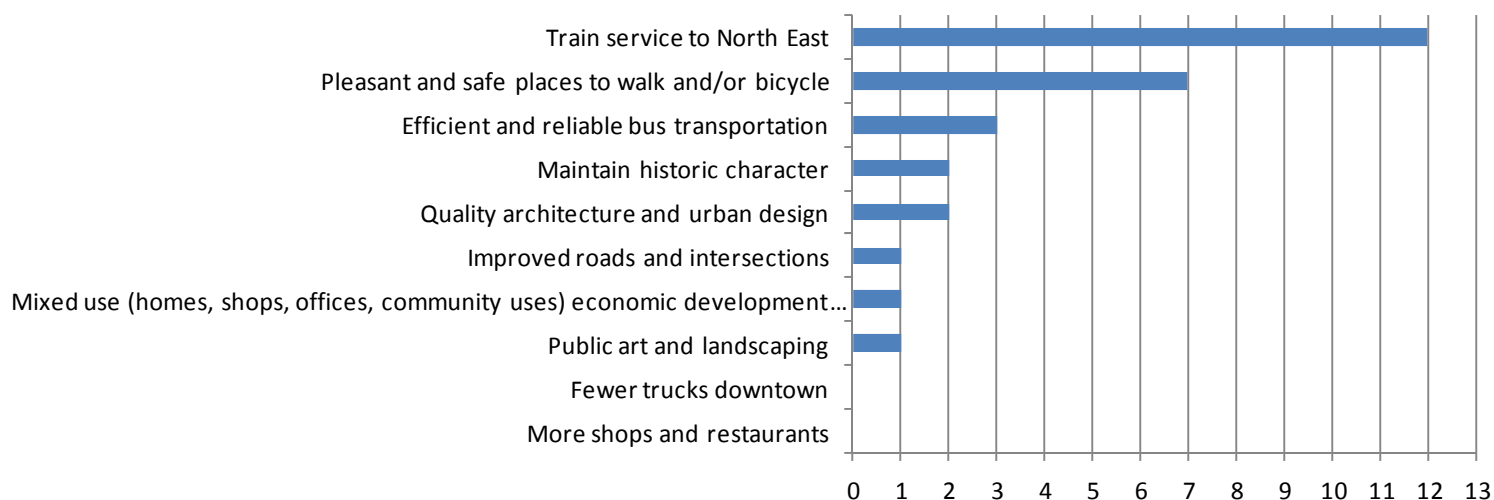 Train service to North East
Pleasant and safe places to walk and/or bicycle
Efficient and reliable bus transportation
Maintain historic character
Quality architecture and urban design
Improved roads and intersections
Mixed use (homes, shops, offices, community uses) economic development...
Public art and landscaping
Fewer trucks downtown
More shops and restaurants
0 1 2 3 4 5 6 7 8 9 10 11 12 13